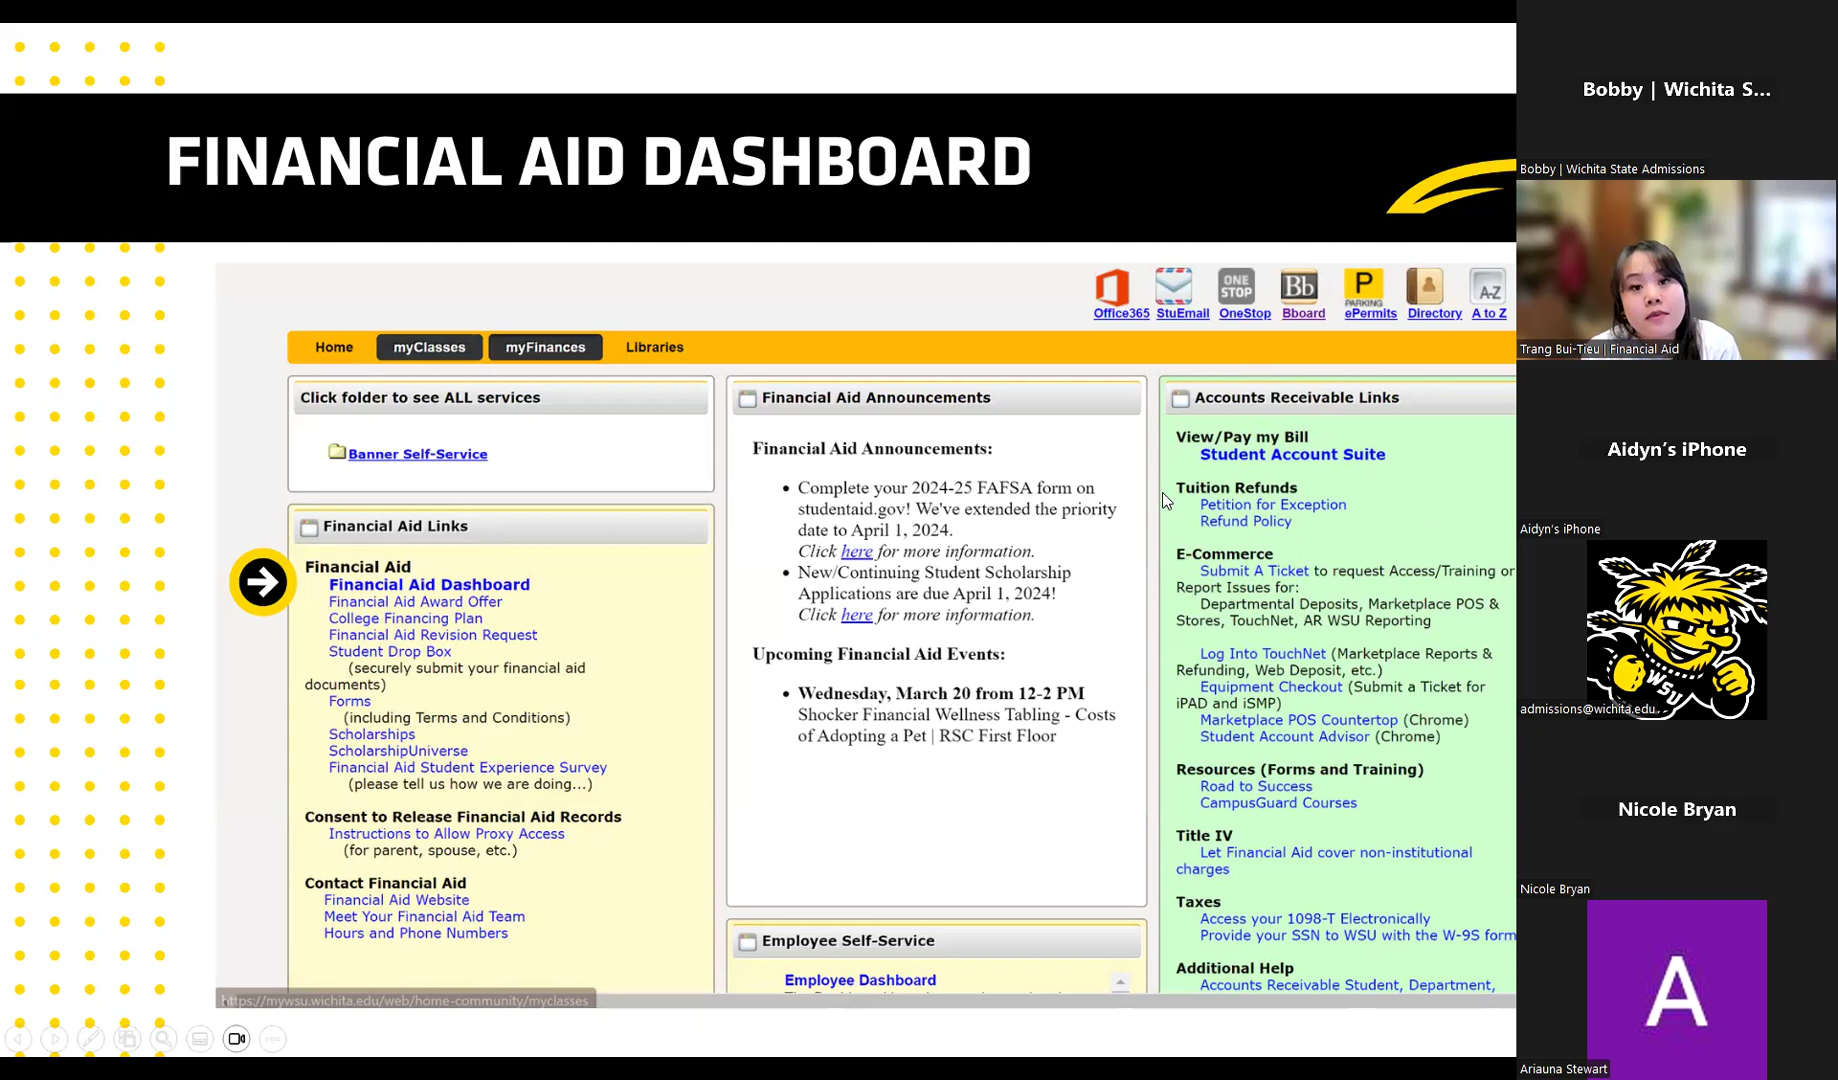 FINANCIAL AID DASHBOARD
Office365 StuEmail OneStop Bboard ePermits Directory A to Z
ONE
STOP
Bb
P
PARKING
A-Z
Home myClasses myFinances Libraries
Click folder to see ALL services
Banner Self-Service
Financial Aid Links
Financial Aid
Financial Aid Dashboard
Financial Aid Award Offer
College Financing Plan
Financial Aid Revision Request
Student Drop Box
(securely submit your financial aid
documents)
Forms
(including Terms and Conditions)
Scholarships
ScholarshipUniverse
Financial Aid Student Experience Survey
(please tell us how we are doing...)
Consent to Release Financial Aid Records
Instructions to Allow Proxy Access
(for parent, spouse, etc.)
Contact Financial Aid
Financial Aid Website
Meet Your Financial Aid Team
Hours and Phone Numbers
https://mywsu.wichita.edu/web/home-community/myclasses
Financial Aid Announcements
Financial Aid Announcements:
• Complete your 2024-25 FAFSA form on
studentaid.gov! We've extended the priority
date to April 1, 2024.
Click here for more information.
• New/Continuing Student Scholarship
Applications are due April 1, 2024!
Click here for more information.
Upcoming Financial Aid Events:
• Wednesday, March 20 from 12-2 PM
Shocker Financial Wellness Tabling - Costs
of Adopting a Pet | RSC First Floor
Employee Self-Service
Employee Dashboard
Accounts Receivable Links
View/Pay my Bill
Student Account Suite
Tuition Refunds
Petition for Exception
Refund Policy
E-Commerce
Submit A Ticket to request Access/Training or
Report Issues for:
Departmental Deposits, Marketplace POS &
Stores, TouchNet, AR WSU Reporting
Log Into TouchNet (Marketplace Reports &
Refunding, Web Deposit, etc.)
Equipment Checkout (Submit a Ticket for
iPAD and iSMP)
Marketplace POS Countertop (Chrome)
Student Account Advisor (Chrome)
Resources (Forms and Training)
Road to Success
CampusGuard Courses
Title IV
Let Financial Aid cover non-institutional
charges
Taxes
Access your 1098-T Electronically
Provide your SSN to WSU with the W-9S form
Additional Help
Accounts Receivable Student, Department,
Bobby | Wichita S...
Bobby | Wichita State Admissions
Trang Bui-Tieu | Financial Aid
Aidyn's iPhone
Aidyn's iPhone
WSU
admissions@wichita.edu
Nicole Bryan
Nicole Bryan
A
Ariauna Stewart